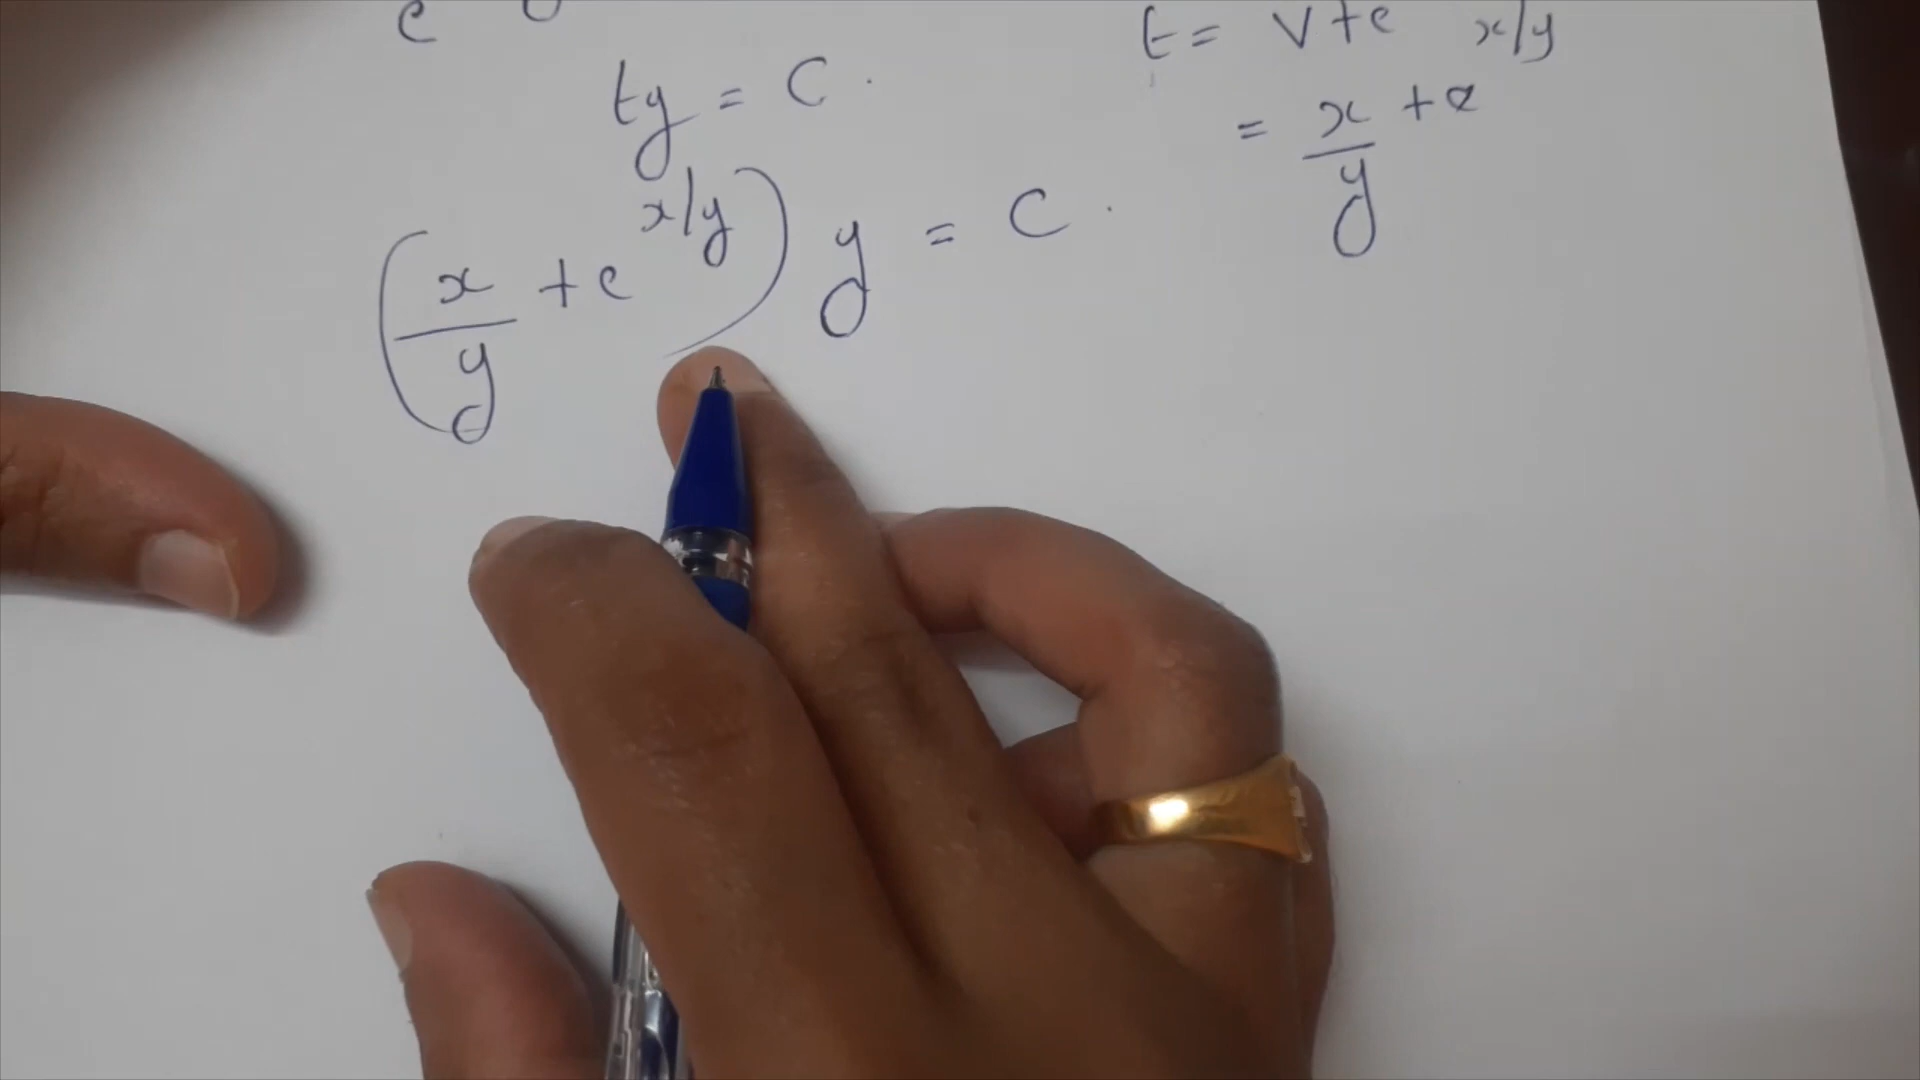 t = v + e
ty = C.
= x/y + e^x/y
(x/y + e^x/y) y = C.